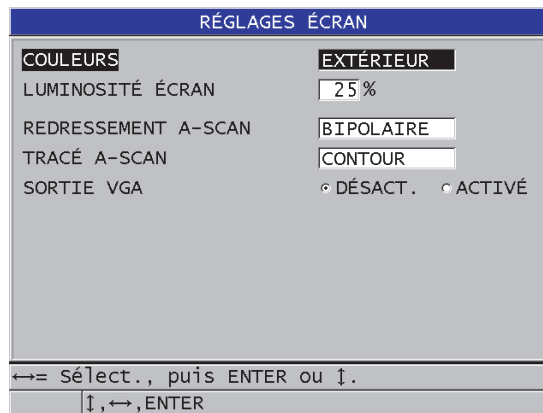 RÉGLAGES ÉCRAN
COULEURS EXTÉRIEUR
LUMINOSITÉ ÉCRAN 25 %
REDRESSEMENT A-SCAN BIPOLAIRE
TRACÉ A-SCAN CONTOUR
SORTIE VGA DÉSACT. ACTIVÉ
↔= Sélect., puis ENTER ou ↕.
↕,↔,ENTER